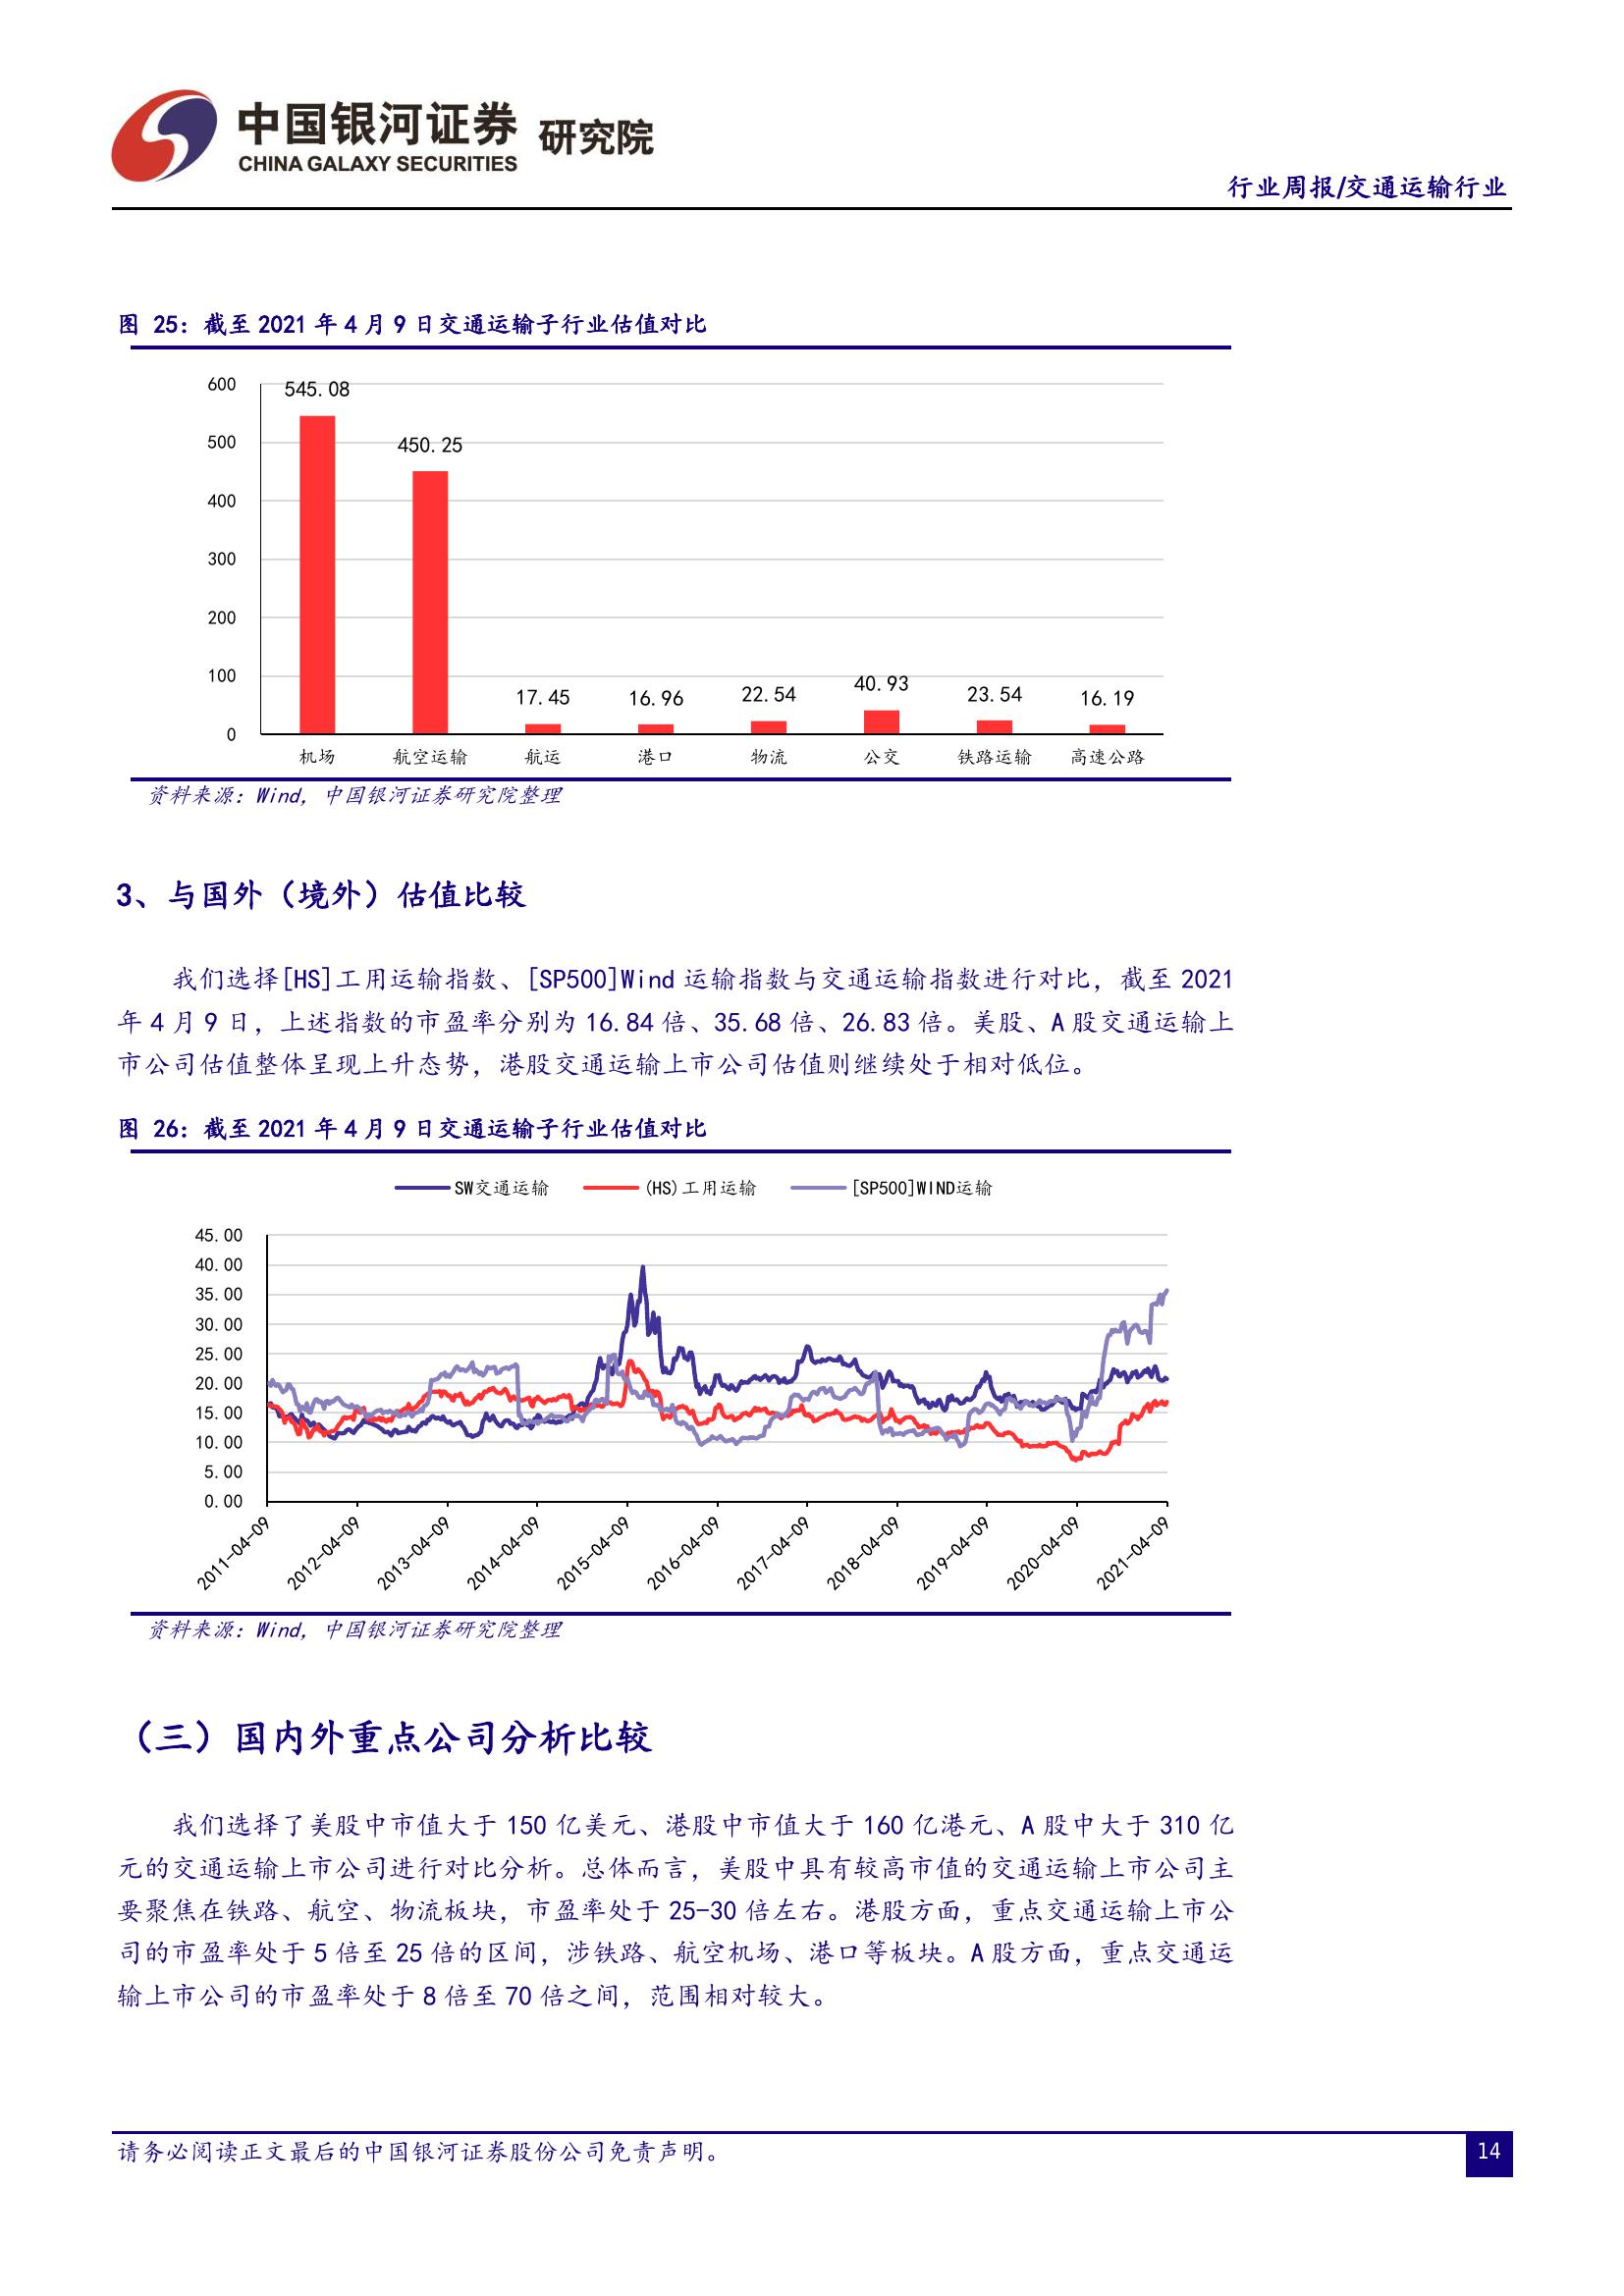 中国银河证券 研究院
CHINA GALAXY SECURITIES
行业周报/交通运输行业
图 25：截至 2021 年 4 月 9 日交通运输子行业估值对比
600
500
400
300
200
100
0
545.08
450.25
17.45
16.96
22.54
40.93
23.54
16.19
机场 航空运输 航运 港口 物流 公交 铁路运输 高速公路
资料来源：Wind, 中国银河证券研究院整理
3、与国外（境外）估值比较
我们选择[HS]工用运输指数、[SP500]Wind 运输指数与交通运输指数进行对比，截至 2021
年 4 月 9 日，上述指数的市盈率分别为 16.84 倍、35.68 倍、26.83 倍。美股、A 股交通运输上
市公司估值整体呈现上升态势，港股交通运输上市公司估值则继续处于相对低位。
图 26：截至 2021 年 4 月 9 日交通运输子行业估值对比
SW交通运输 (HS)工用运输 [SP500]WIND运输
45.00
40.00
35.00
30.00
25.00
20.00
15.00
10.00
5.00
0.00
2011-04-09 2012-04-09 2013-04-09 2014-04-09 2015-04-09 2016-04-09 2017-04-09 2018-04-09 2019-04-09 2020-04-09 2021-04-09
资料来源：Wind, 中国银河证券研究院整理
（三）国内外重点公司分析比较
我们选择了美股中市值大于 150 亿美元、港股中市值大于 160 亿港元、A 股中大于 310 亿
元的交通运输上市公司进行对比分析。总体而言，美股中具有较高市值的交通运输上市公司主
要聚焦在铁路、航空、物流板块，市盈率处于 25-30 倍左右。港股方面，重点交通运输上市公
司的市盈率处于 5 倍至 25 倍的区间，涉铁路、航空机场、港口等板块。A 股方面，重点交通运
输上市公司的市盈率处于 8 倍至 70 倍之间，范围相对较大。
请务必阅读正文最后的中国银河证券股份公司免责声明。
14